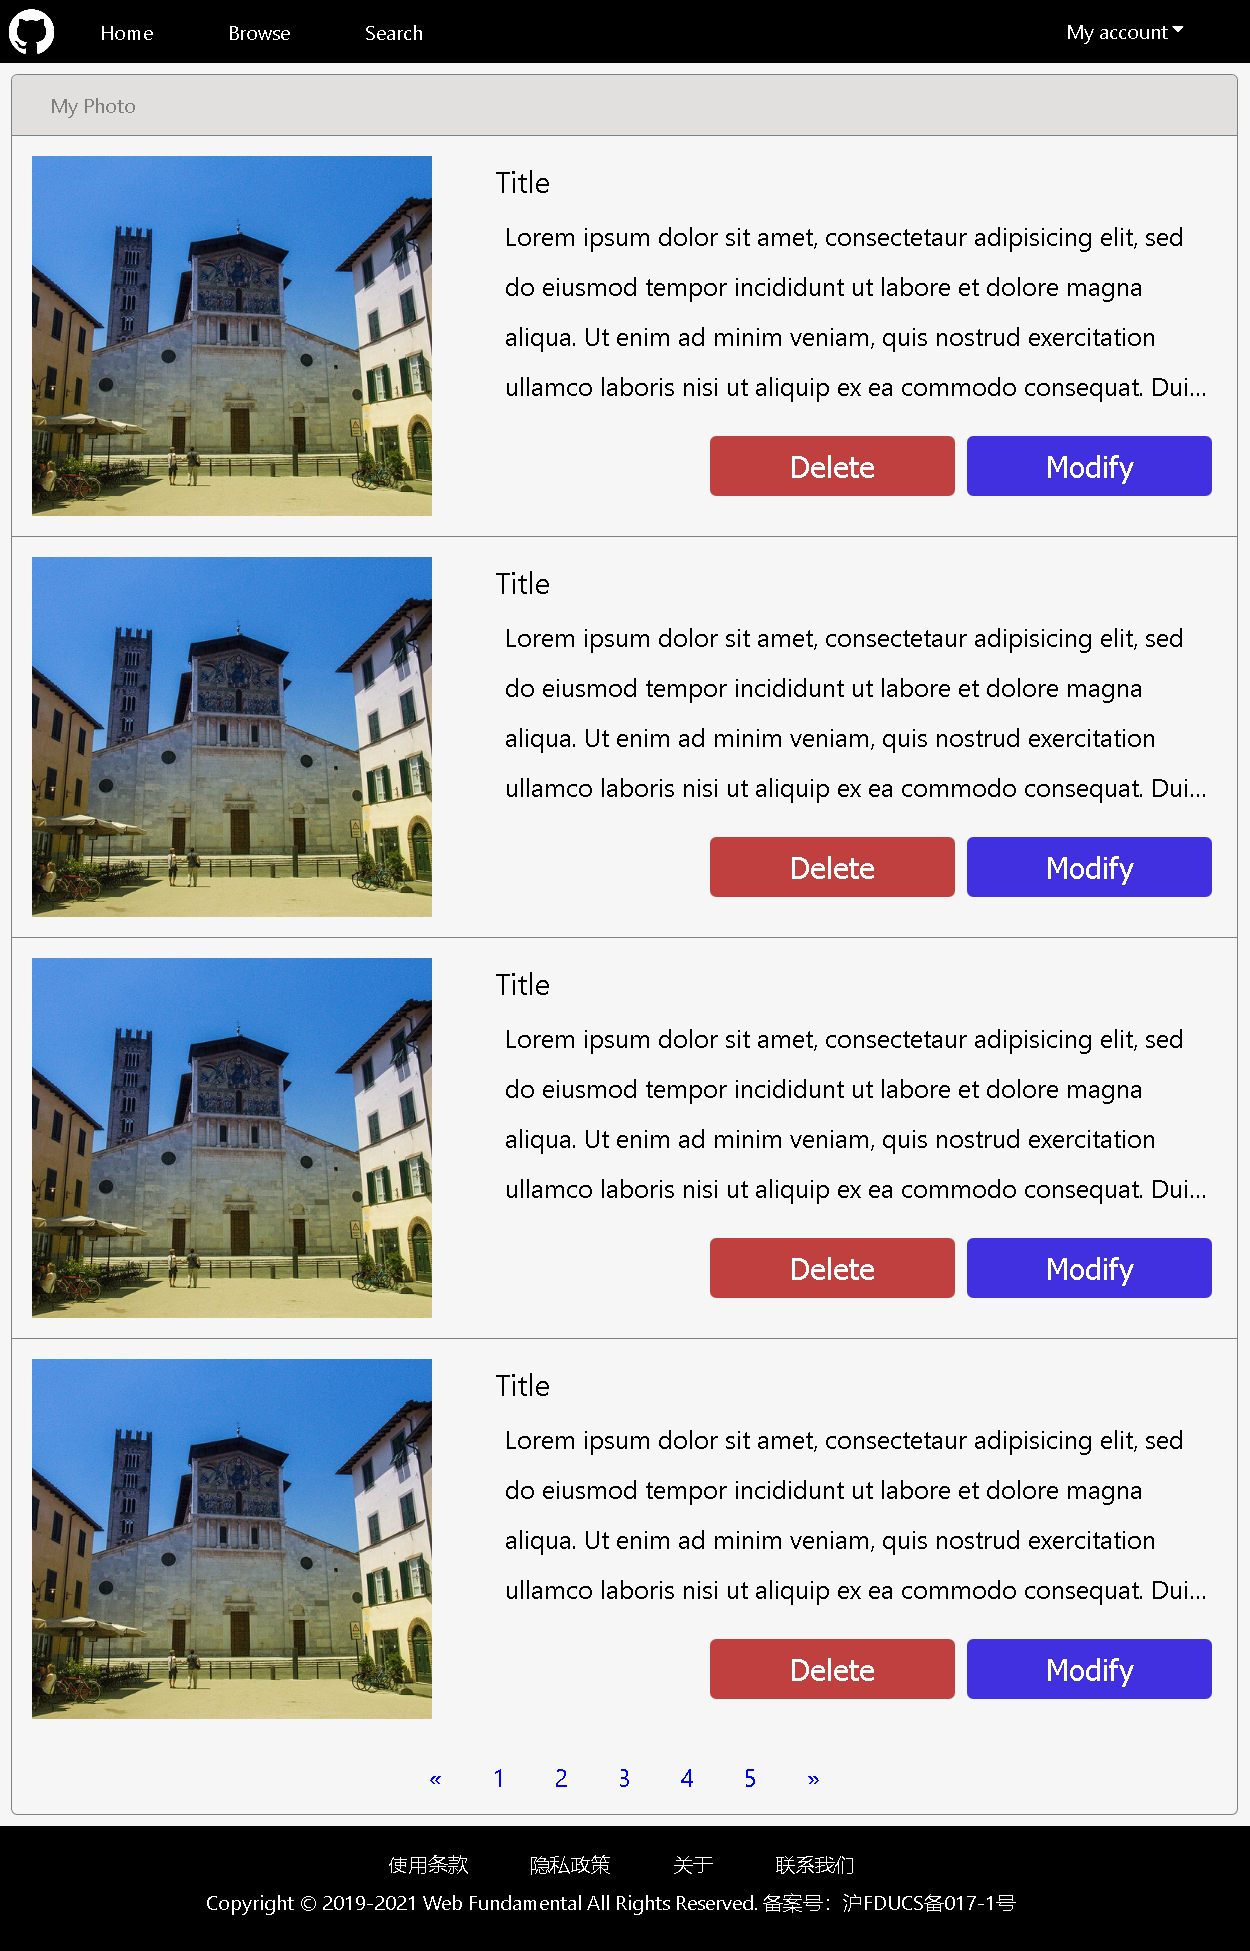 Home Browse Search My account
My Photo
Title
Lorem ipsum dolor sit amet, consectetaur adipisicing elit, sed
do eiusmod tempor incididunt ut labore et dolore magna
aliqua. Ut enim ad minim veniam, quis nostrud exercitation
ullamco laboris nisi ut aliquip ex ea commodo consequat. Dui...
Delete Modify
Title
Lorem ipsum dolor sit amet, consectetaur adipisicing elit, sed
do eiusmod tempor incididunt ut labore et dolore magna
aliqua. Ut enim ad minim veniam, quis nostrud exercitation
ullamco laboris nisi ut aliquip ex ea commodo consequat. Dui...
Delete Modify
Title
Lorem ipsum dolor sit amet, consectetaur adipisicing elit, sed
do eiusmod tempor incididunt ut labore et dolore magna
aliqua. Ut enim ad minim veniam, quis nostrud exercitation
ullamco laboris nisi ut aliquip ex ea commodo consequat. Dui...
Delete Modify
Title
Lorem ipsum dolor sit amet, consectetaur adipisicing elit, sed
do eiusmod tempor incididunt ut labore et dolore magna
aliqua. Ut enim ad minim veniam, quis nostrud exercitation
ullamco laboris nisi ut aliquip ex ea commodo consequat. Dui...
Delete Modify
« 1 2 3 4 5 »
使用条款 隐私政策 关于 联系我们
Copyright © 2019-2021 Web Fundamental All Rights Reserved. 备案号：沪FDUCS备017-1号